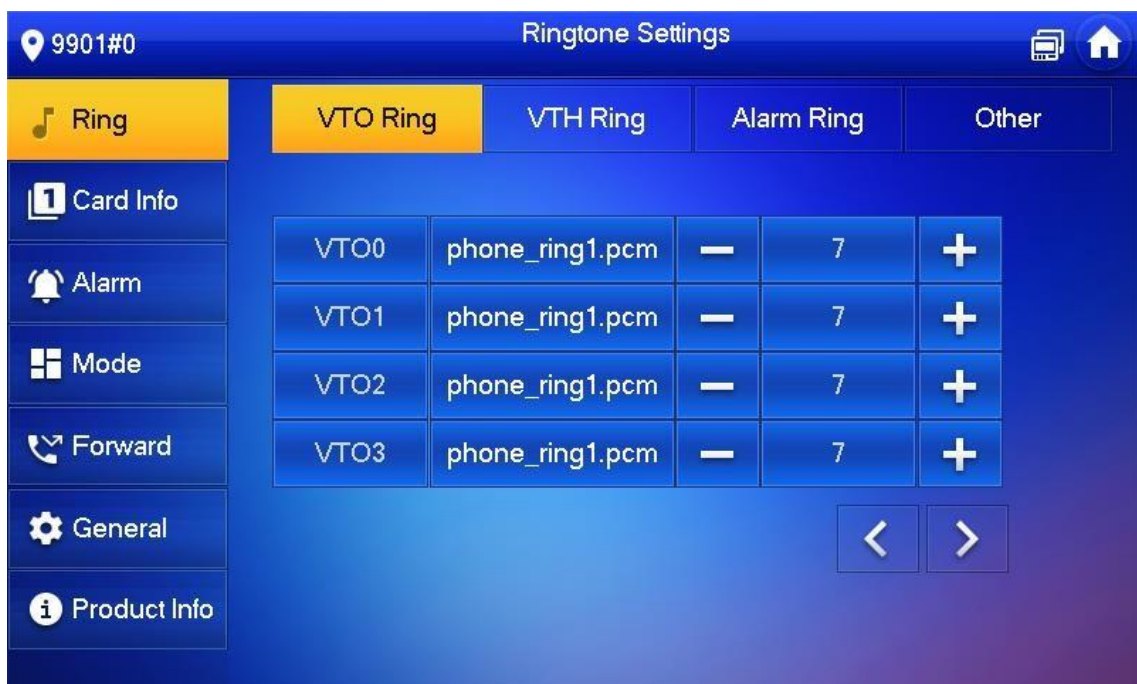 9901#0
Ringtone Settings
Ring
VTO Ring
VTH Ring
Alarm Ring
Other
1 Card Info
Alarm
Mode
Forward
General
i Product Info
VTO0 phone_ring1.pcm − 7 +
VTO1 phone_ring1.pcm − 7 +
VTO2 phone_ring1.pcm − 7 +
VTO3 phone_ring1.pcm − 7 +
< >